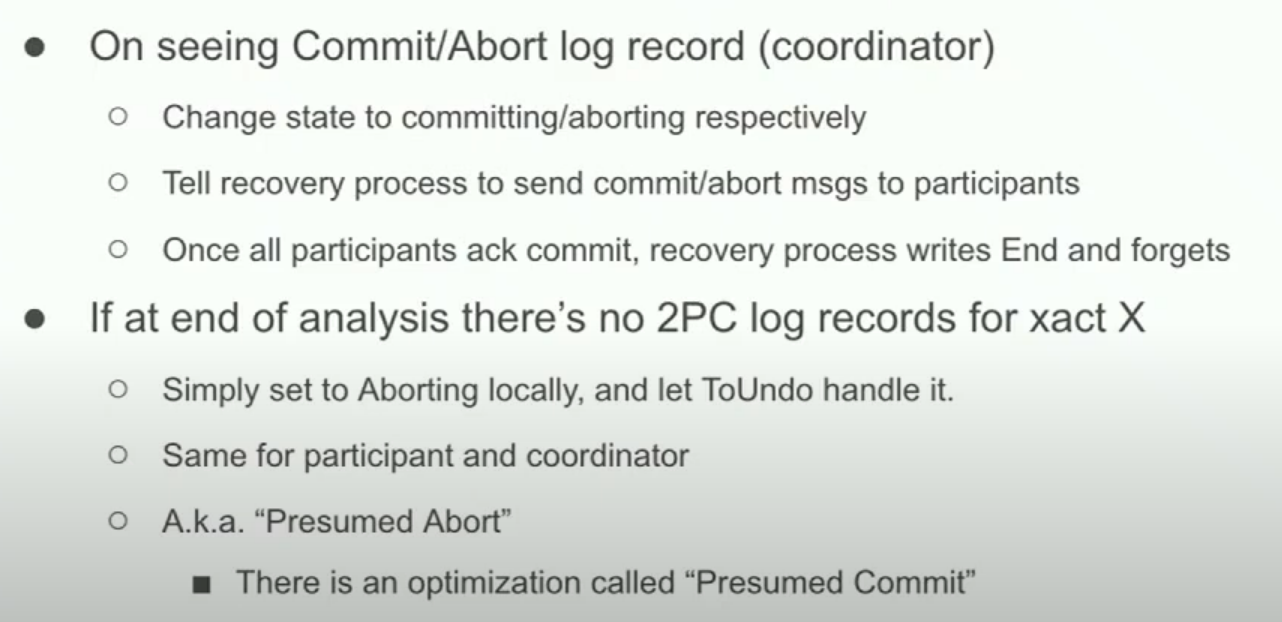 On seeing Commit/Abort log record (coordinator)
Change state to committing/aborting respectively
Tell recovery process to send commit/abort msgs to participants
Once all participants ack commit, recovery process writes End and forgets
If at end of analysis there's no 2PC log records for xact X
Simply set to Aborting locally, and let ToUndo handle it.
Same for participant and coordinator
A.k.a. “Presumed Abort”
There is an optimization called “Presumed Commit”